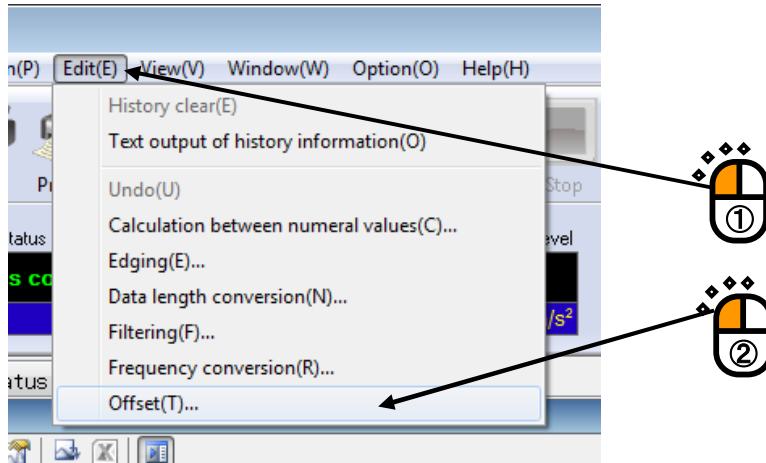 n(P) Edit(E) View(V) Window(W) Option(O) Help(H)
History clear(E)
Text output of history information(O)
Undo(U)
Calculation between numeral values(C)...
Edging(E)...
Data length conversion(N)...
Filtering(F)...
Frequency conversion(R)...
Offset(T)...
Pr
Stop
tatus
evel
s co
/s²
atus
①
②